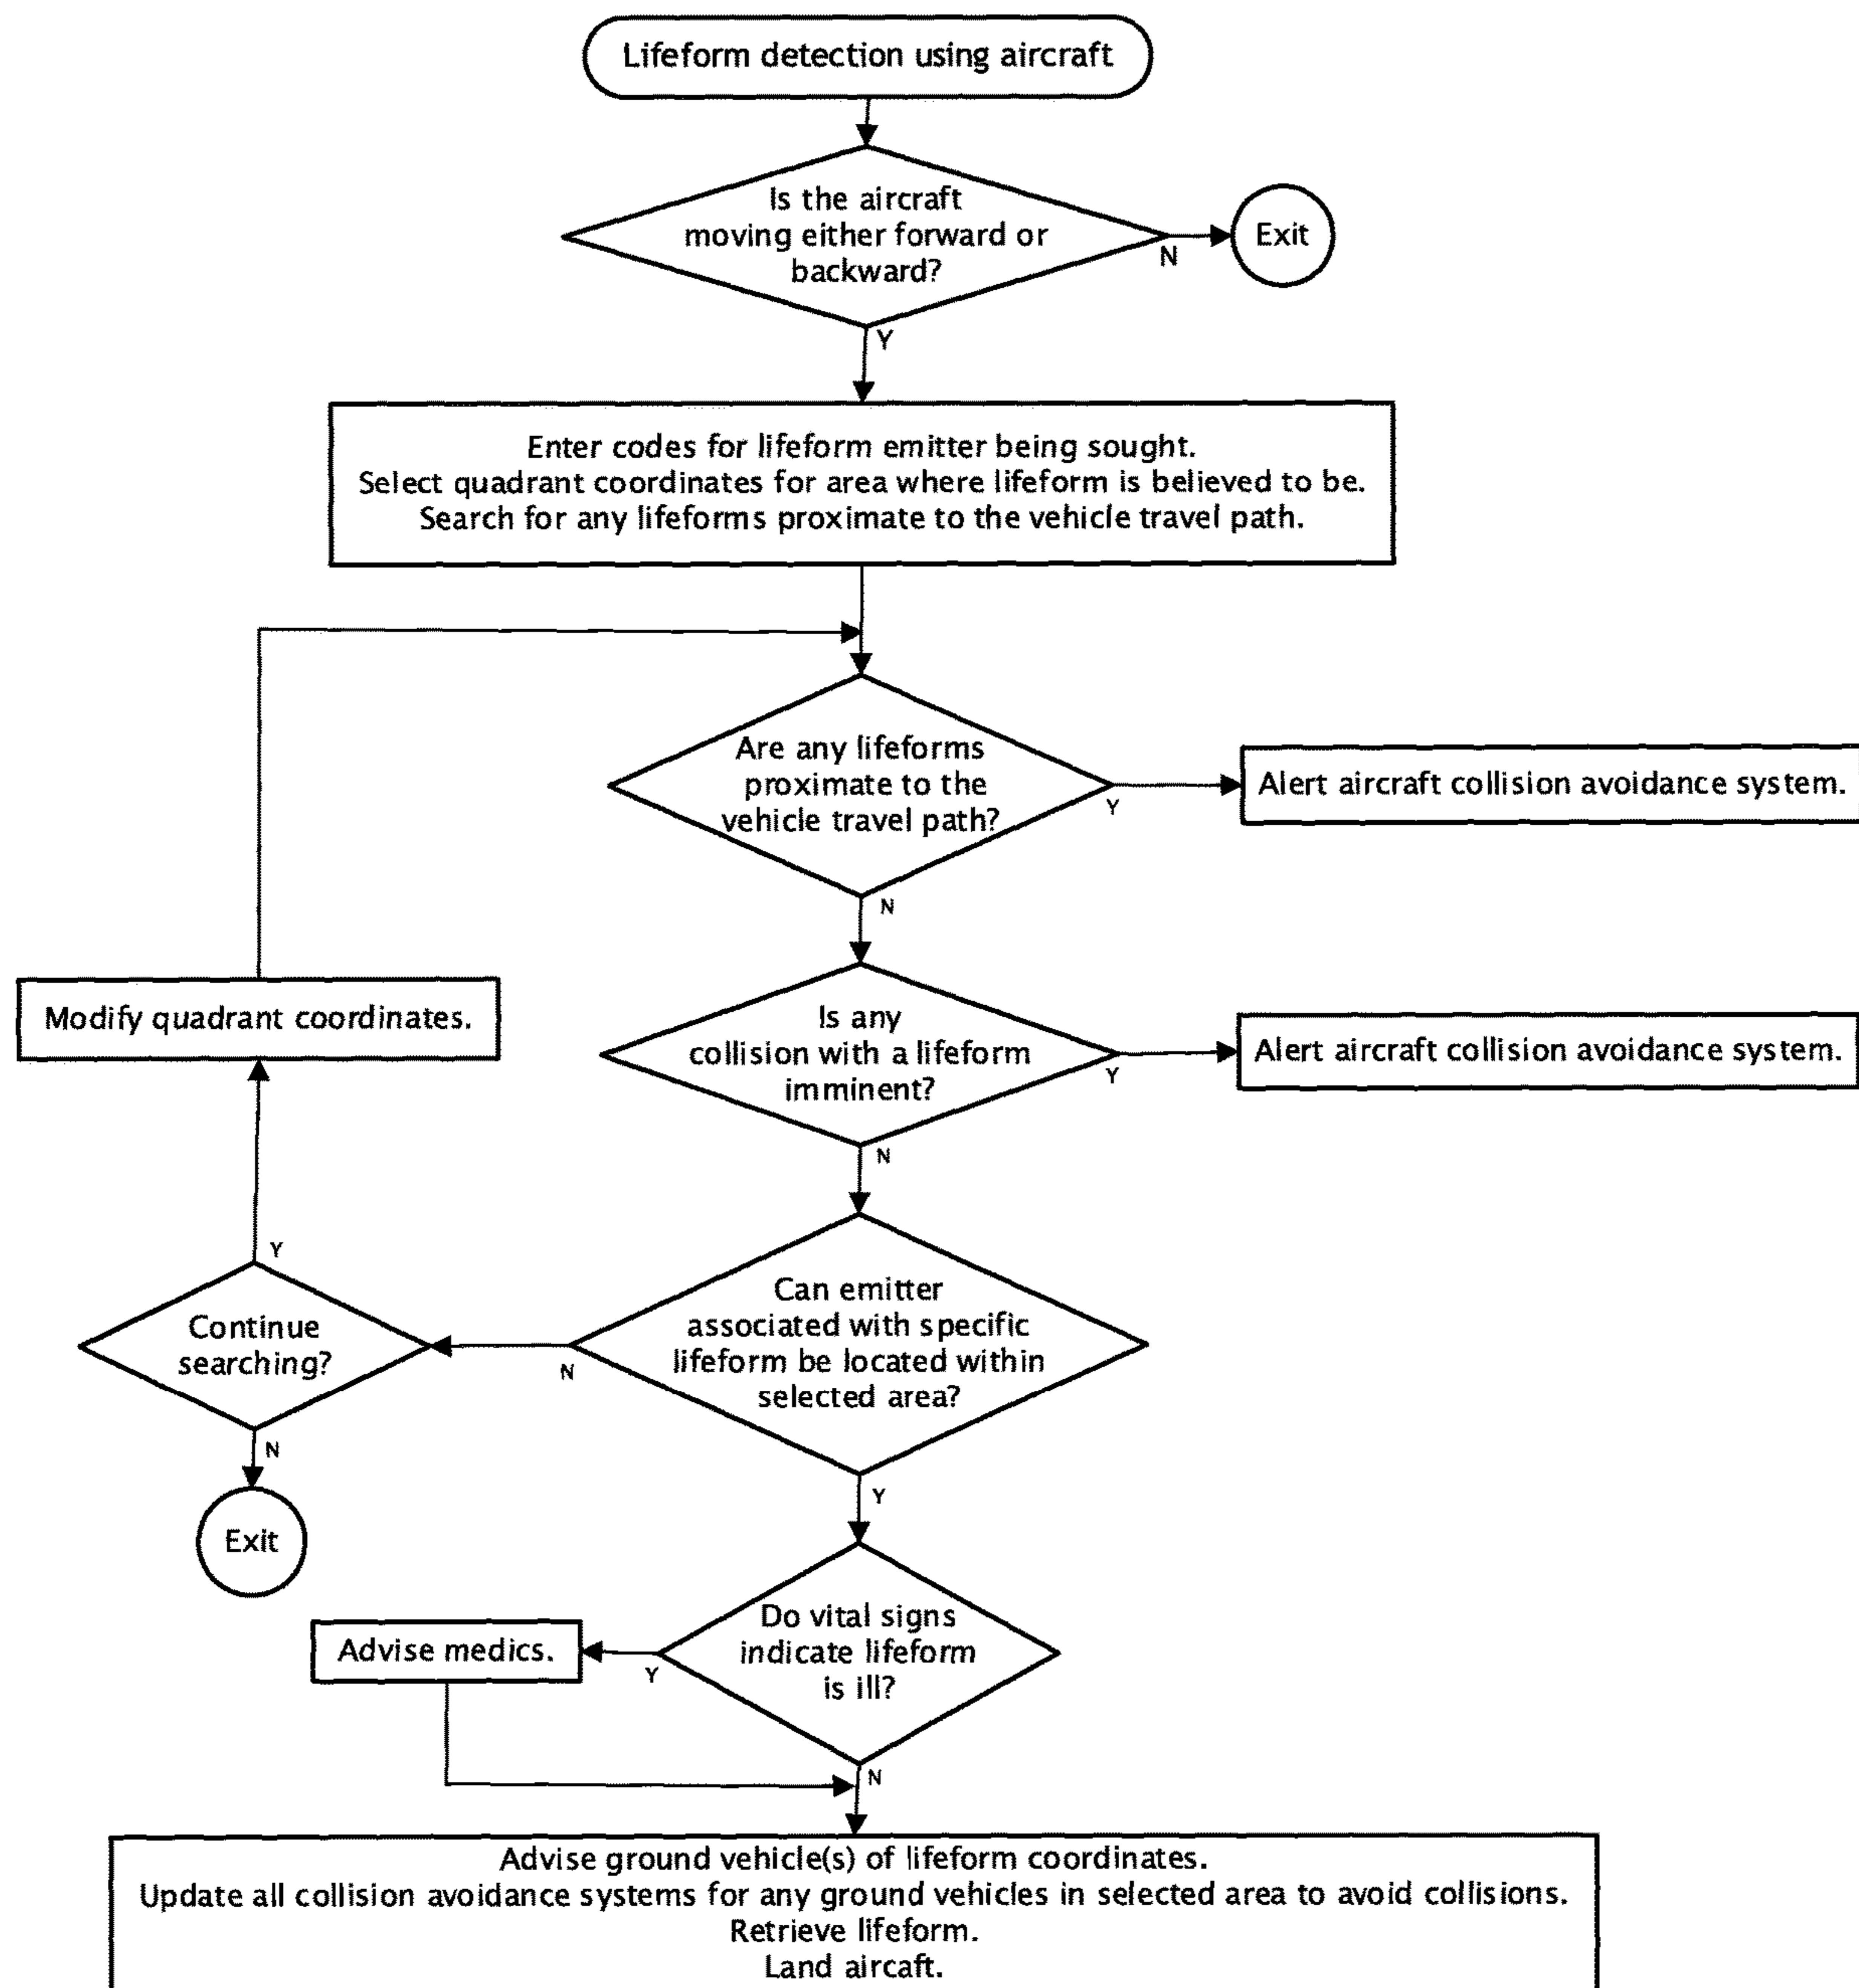 Lifeform detection using aircraft
Is the aircraft
moving either forward or
backward?
N
Exit
Y
Enter codes for lifeform emitter being sought.
Select quadrant coordinates for area where lifeform is believed to be.
Search for any lifeforms proximate to the vehicle travel path.
Are any lifeforms
proximate to the
vehicle travel path?
Y
Alert aircraft collision avoidance system.
N
Modify quadrant coordinates.
Is any
collision with a lifeform
imminent?
Y
Alert aircraft collision avoidance system.
N
Y
Continue
searching?
N
Exit
Can emitter
associated with specific
lifeform be located within
selected area?
N
Y
Do vital signs
indicate lifeform
is ill?
Y
Advise medics.
N
Advise ground vehicle(s) of lifeform coordinates.
Update all collision avoidance systems for any ground vehicles in selected area to avoid collisions.
Retrieve lifeform.
Land aircaft.